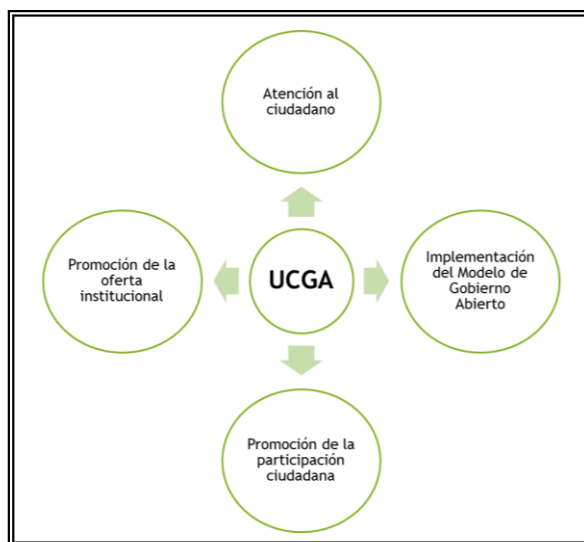 Atención al
ciudadano
Promoción de la
oferta
institucional
UCGA
Implementación
del Modelo de
Gobierno
Abierto
Promoción de la
participación
ciudadana